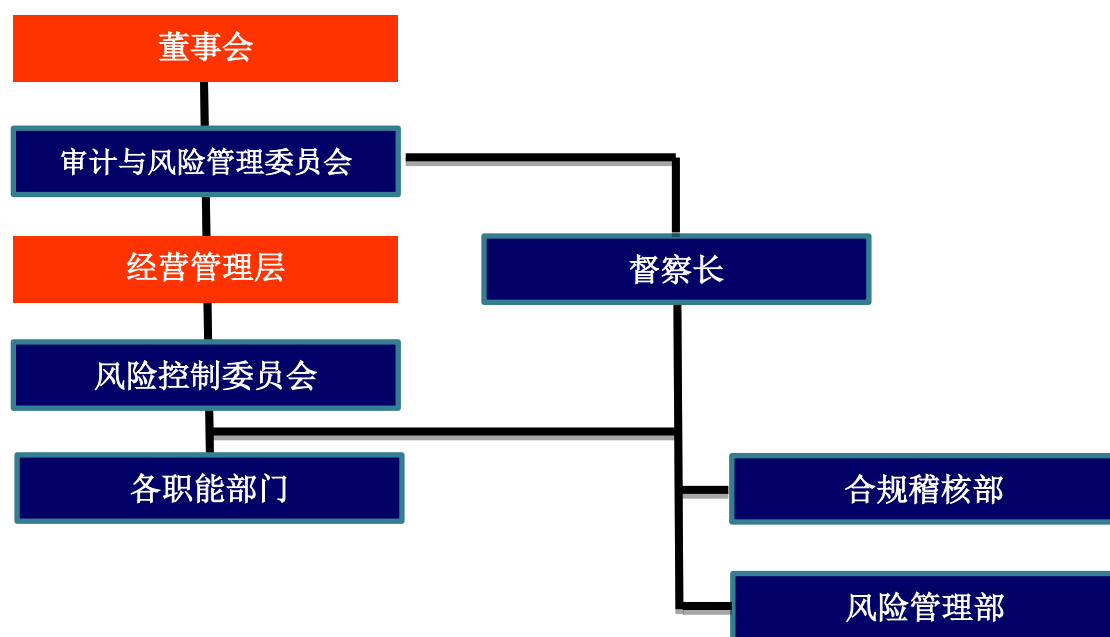 董事会
审计与风险管理委员会
经营管理层
督察长
风险控制委员会
各职能部门
合规稽核部
风险管理部